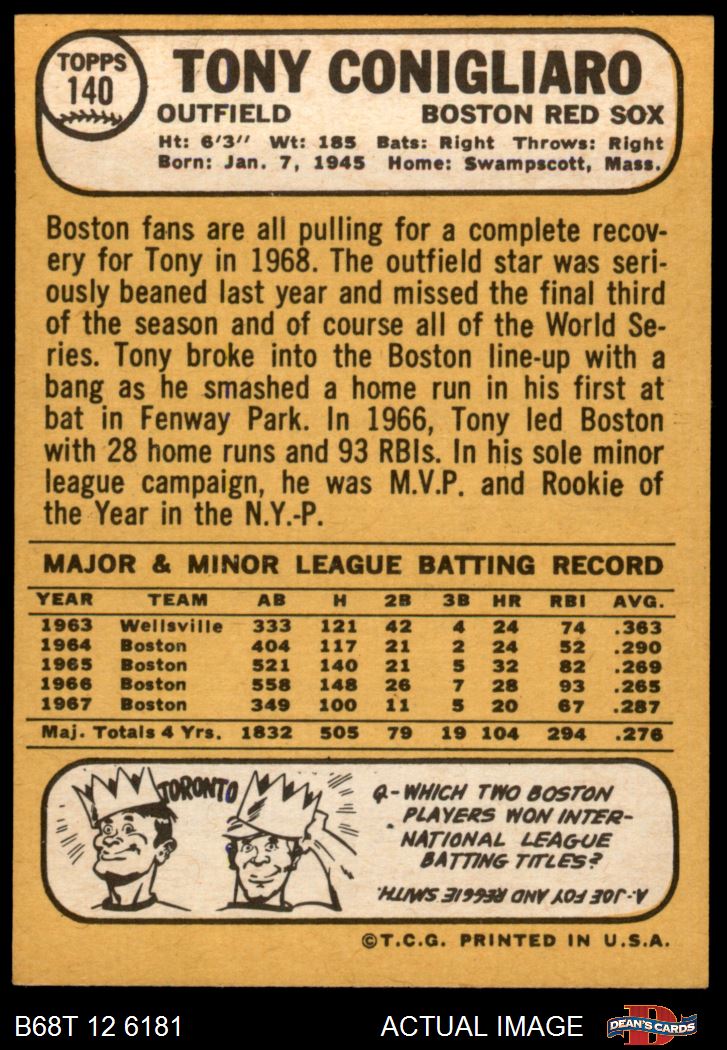 TOPPS
140
TONY CONIGLIARO
OUTFIELD BOSTON RED SOX
Ht: 6'3" Wt: 185 Bats: Right Throws: Right
Born: Jan. 7, 1945 Home: Swampscott, Mass.
Boston fans are all pulling for a complete recov-
ery for Tony in 1968. The outfield star was seri-
ously beaned last year and missed the final third
of the season and of course all of the World Se-
ries. Tony broke into the Boston line-up with a
bang as he smashed a home run in his first at
bat in Fenway Park. In 1966, Tony led Boston
with 28 home runs and 93 RBIs. In his sole minor
league campaign, he was M.V.P. and Rookie of
the Year in the N.Y.-P.
MAJOR & MINOR LEAGUE BATTING RECORD
YEAR TEAM AB H 2B 3B HR RBI AVG.
1963 Wellsville 333 121 42 4 24 74 .363
1964 Boston 404 117 21 2 24 52 .290
1965 Boston 521 140 21 5 32 82 .269
1966 Boston 558 148 26 7 28 93 .265
1967 Boston 349 100 11 5 20 67 .287
Maj. Totals 4 Yrs. 1832 505 79 19 104 294 .276
TORONTO
Q-WHICH TWO BOSTON
PLAYERS WON INTER-
NATIONAL LEAGUE
BATTING TITLES?
A-JOE FOY AND REGGIE SMITH.
©T.C.G. PRINTED IN U.S.A.
B68T 12 6181 ACTUAL IMAGE
DEAN'S CARDS